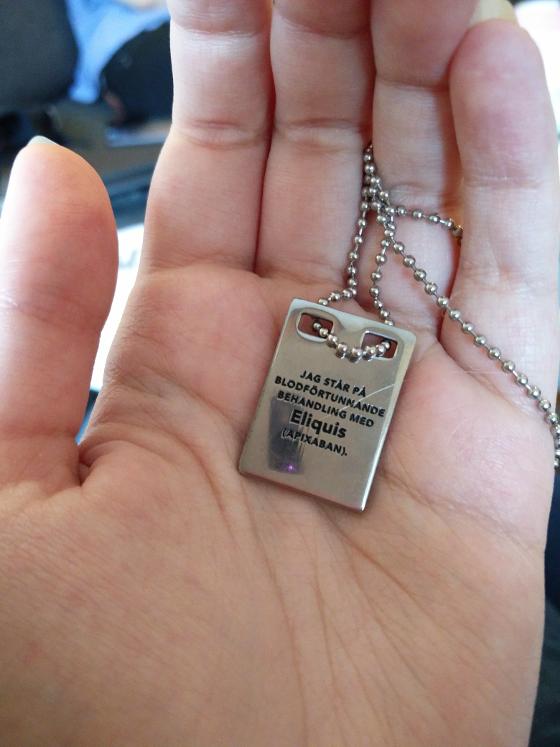 JAG STÅR PÅ
BLODFÖRTUNNANDE
BEHANDLING MED
Eliquis
(APIXABAN).